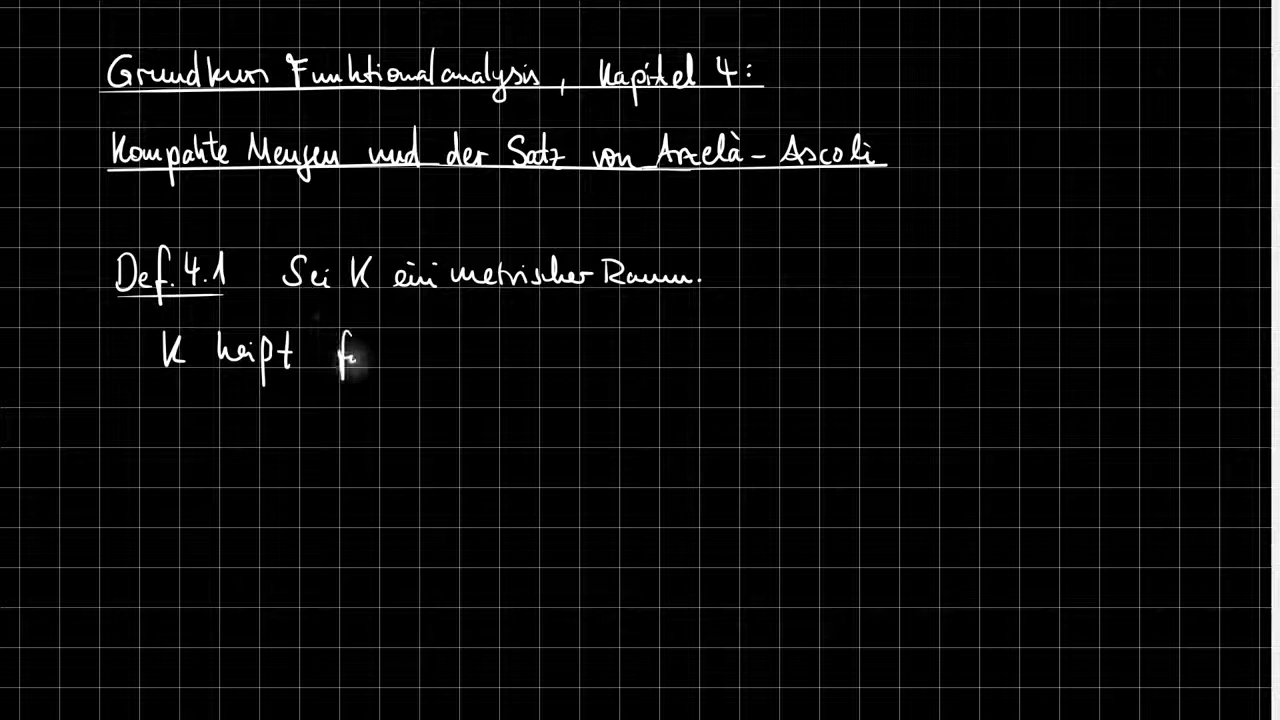 Grundkurs Funktionalanalysis, Kapitel 4:
Kompakte Mengen und der Satz von Arzelà-Ascoli
Def. 4.1 Sei K ein metrischer Raum.
K heißt